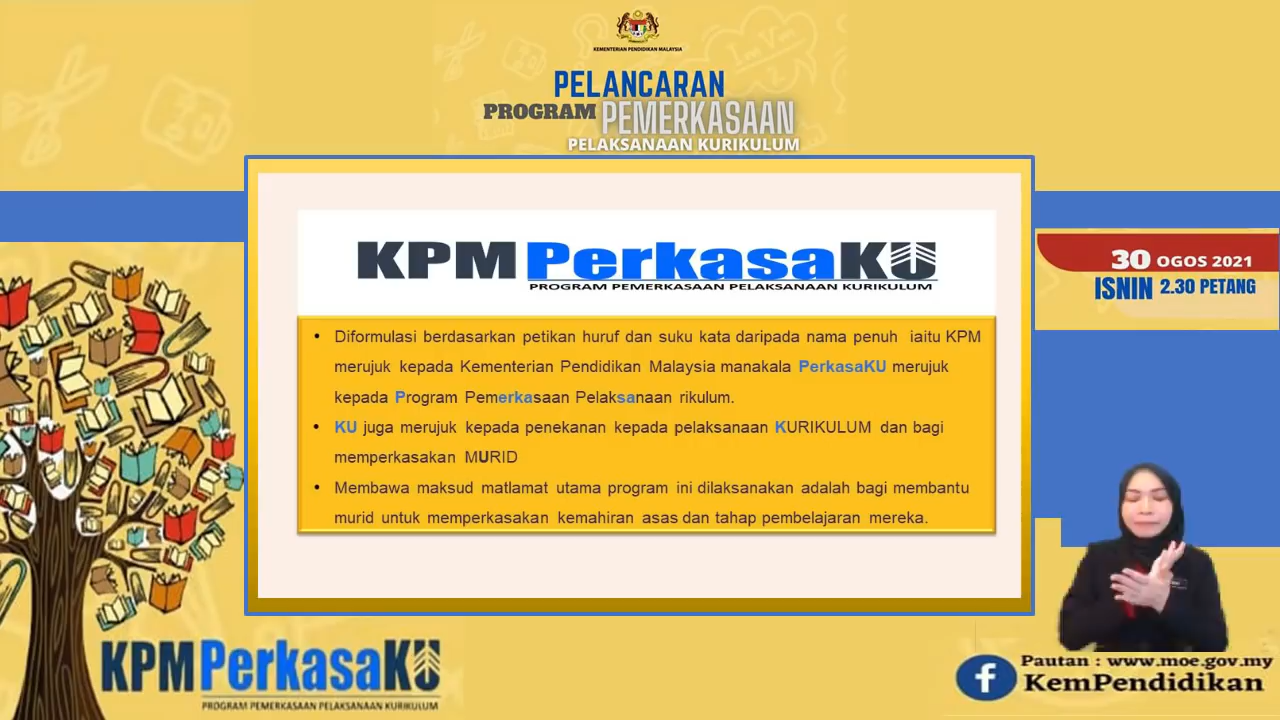 KEMENTERIAN PENDIDIKAN MALAYSIA
PELANCARAN
PROGRAM PEMERKASAAN
PELAKSANAAN KURIKULUM
KPM PerkasaKU
PROGRAM PEMERKASAAN PELAKSANAAN KURIKULUM
• Diformulasi berdasarkan petikan huruf dan suku kata daripada nama penuh iaitu KPM
merujuk kepada Kementerian Pendidikan Malaysia manakala PerkasaKU merujuk
kepada Program Pemerkasaan Pelaksanaan rikulum.
• KU juga merujuk kepada penekanan kepada pelaksanaan KURIKULUM dan bagi
memperkasakan MURID
• Membawa maksud matlamat utama program ini dilaksanakan adalah bagi membantu
murid untuk memperkasakan kemahiran asas dan tahap pembelajaran mereka.
30 OGOS 2021
ISNIN 2.30 PETANG
KPM PerkasaKU
PROGRAM PEMERKASAAN PELAKSANAAN KURIKULUM
Pautan : www.moe.gov.my
KemPendidikan